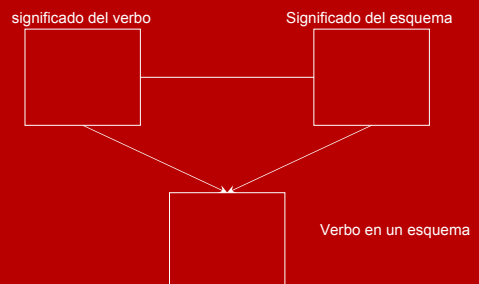 significado del verbo
Significado del esquema
Verbo en un esquema